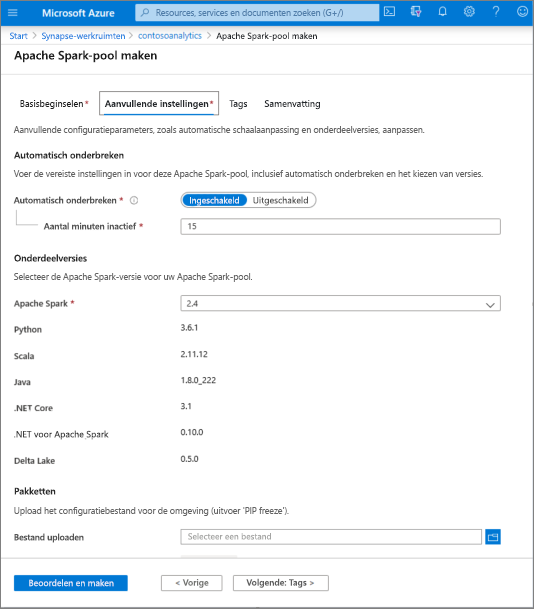 Microsoft Azure
Resources, services en documenten zoeken (G+/)
Start > Synapse-werkruimten > contosoanalytics > Apache Spark-pool maken
Apache Spark-pool maken
Basisbeginselen * Aanvullende instellingen * Tags Samenvatting
Aanvullende configuratieparameters, zoals automatische schaalaanpassing en onderdeelversies, aanpassen.
Automatisch onderbreken
Voer de vereiste instellingen in voor deze Apache Spark-pool, inclusief automatisch onderbreken en het kiezen van versies.
Automatisch onderbreken * Ingeschakeld Uitgeschakeld
Aantal minuten inactief * 15
Onderdeelversies
Selecteer de Apache Spark-versie voor uw Apache Spark-pool.
Apache Spark * 2.4
Python 3.6.1
Scala 2.11.12
Java 1.8.0_222
.NET Core 3.1
.NET voor Apache Spark 0.10.0
Delta Lake 0.5.0
Pakketten
Upload het configuratiebestand voor de omgeving (uitvoer 'PIP freeze').
Bestand uploaden Selecteer een bestand
Beoordelen en maken < Vorige Volgende: Tags >